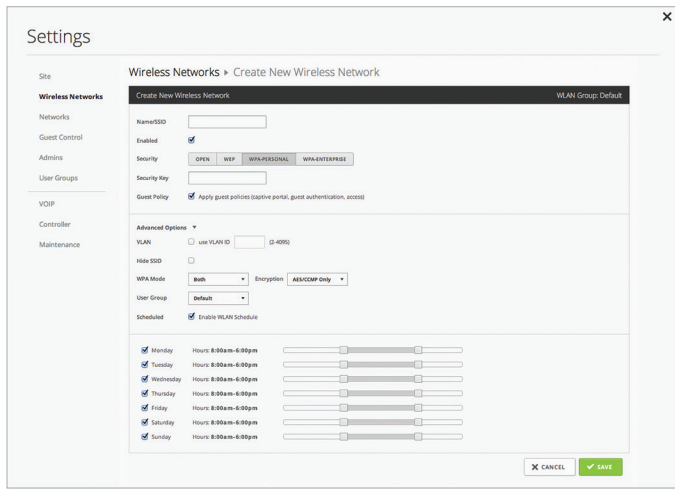 Settings
Site
Wireless Networks
Networks
Guest Control
Admins
User Groups
VOIP
Controller
Maintenance
Wireless Networks ▸ Create New Wireless Network
Create New Wireless Network WLAN Group: Default
Name/SSID
Enabled
Security OPEN WEP WPA-PERSONAL WPA-ENTERPRISE
Security Key
Guest Policy Apply guest policies (captive portal, guest authentication, access)
Advanced Options ▼
VLAN use VLAN ID (2-4095)
Hide SSID
WPA Mode Both ▼ Encryption AES/CCMP Only ▼
User Group Default ▼
Scheduled Enable WLAN Schedule
Monday Hours: 8:00am-6:00pm
Tuesday Hours: 8:00am-6:00pm
Wednesday Hours: 8:00am-6:00pm
Thursday Hours: 8:00am-6:00pm
Friday Hours: 8:00am-6:00pm
Saturday Hours: 8:00am-6:00pm
Sunday Hours: 8:00am-6:00pm
CANCEL SAVE